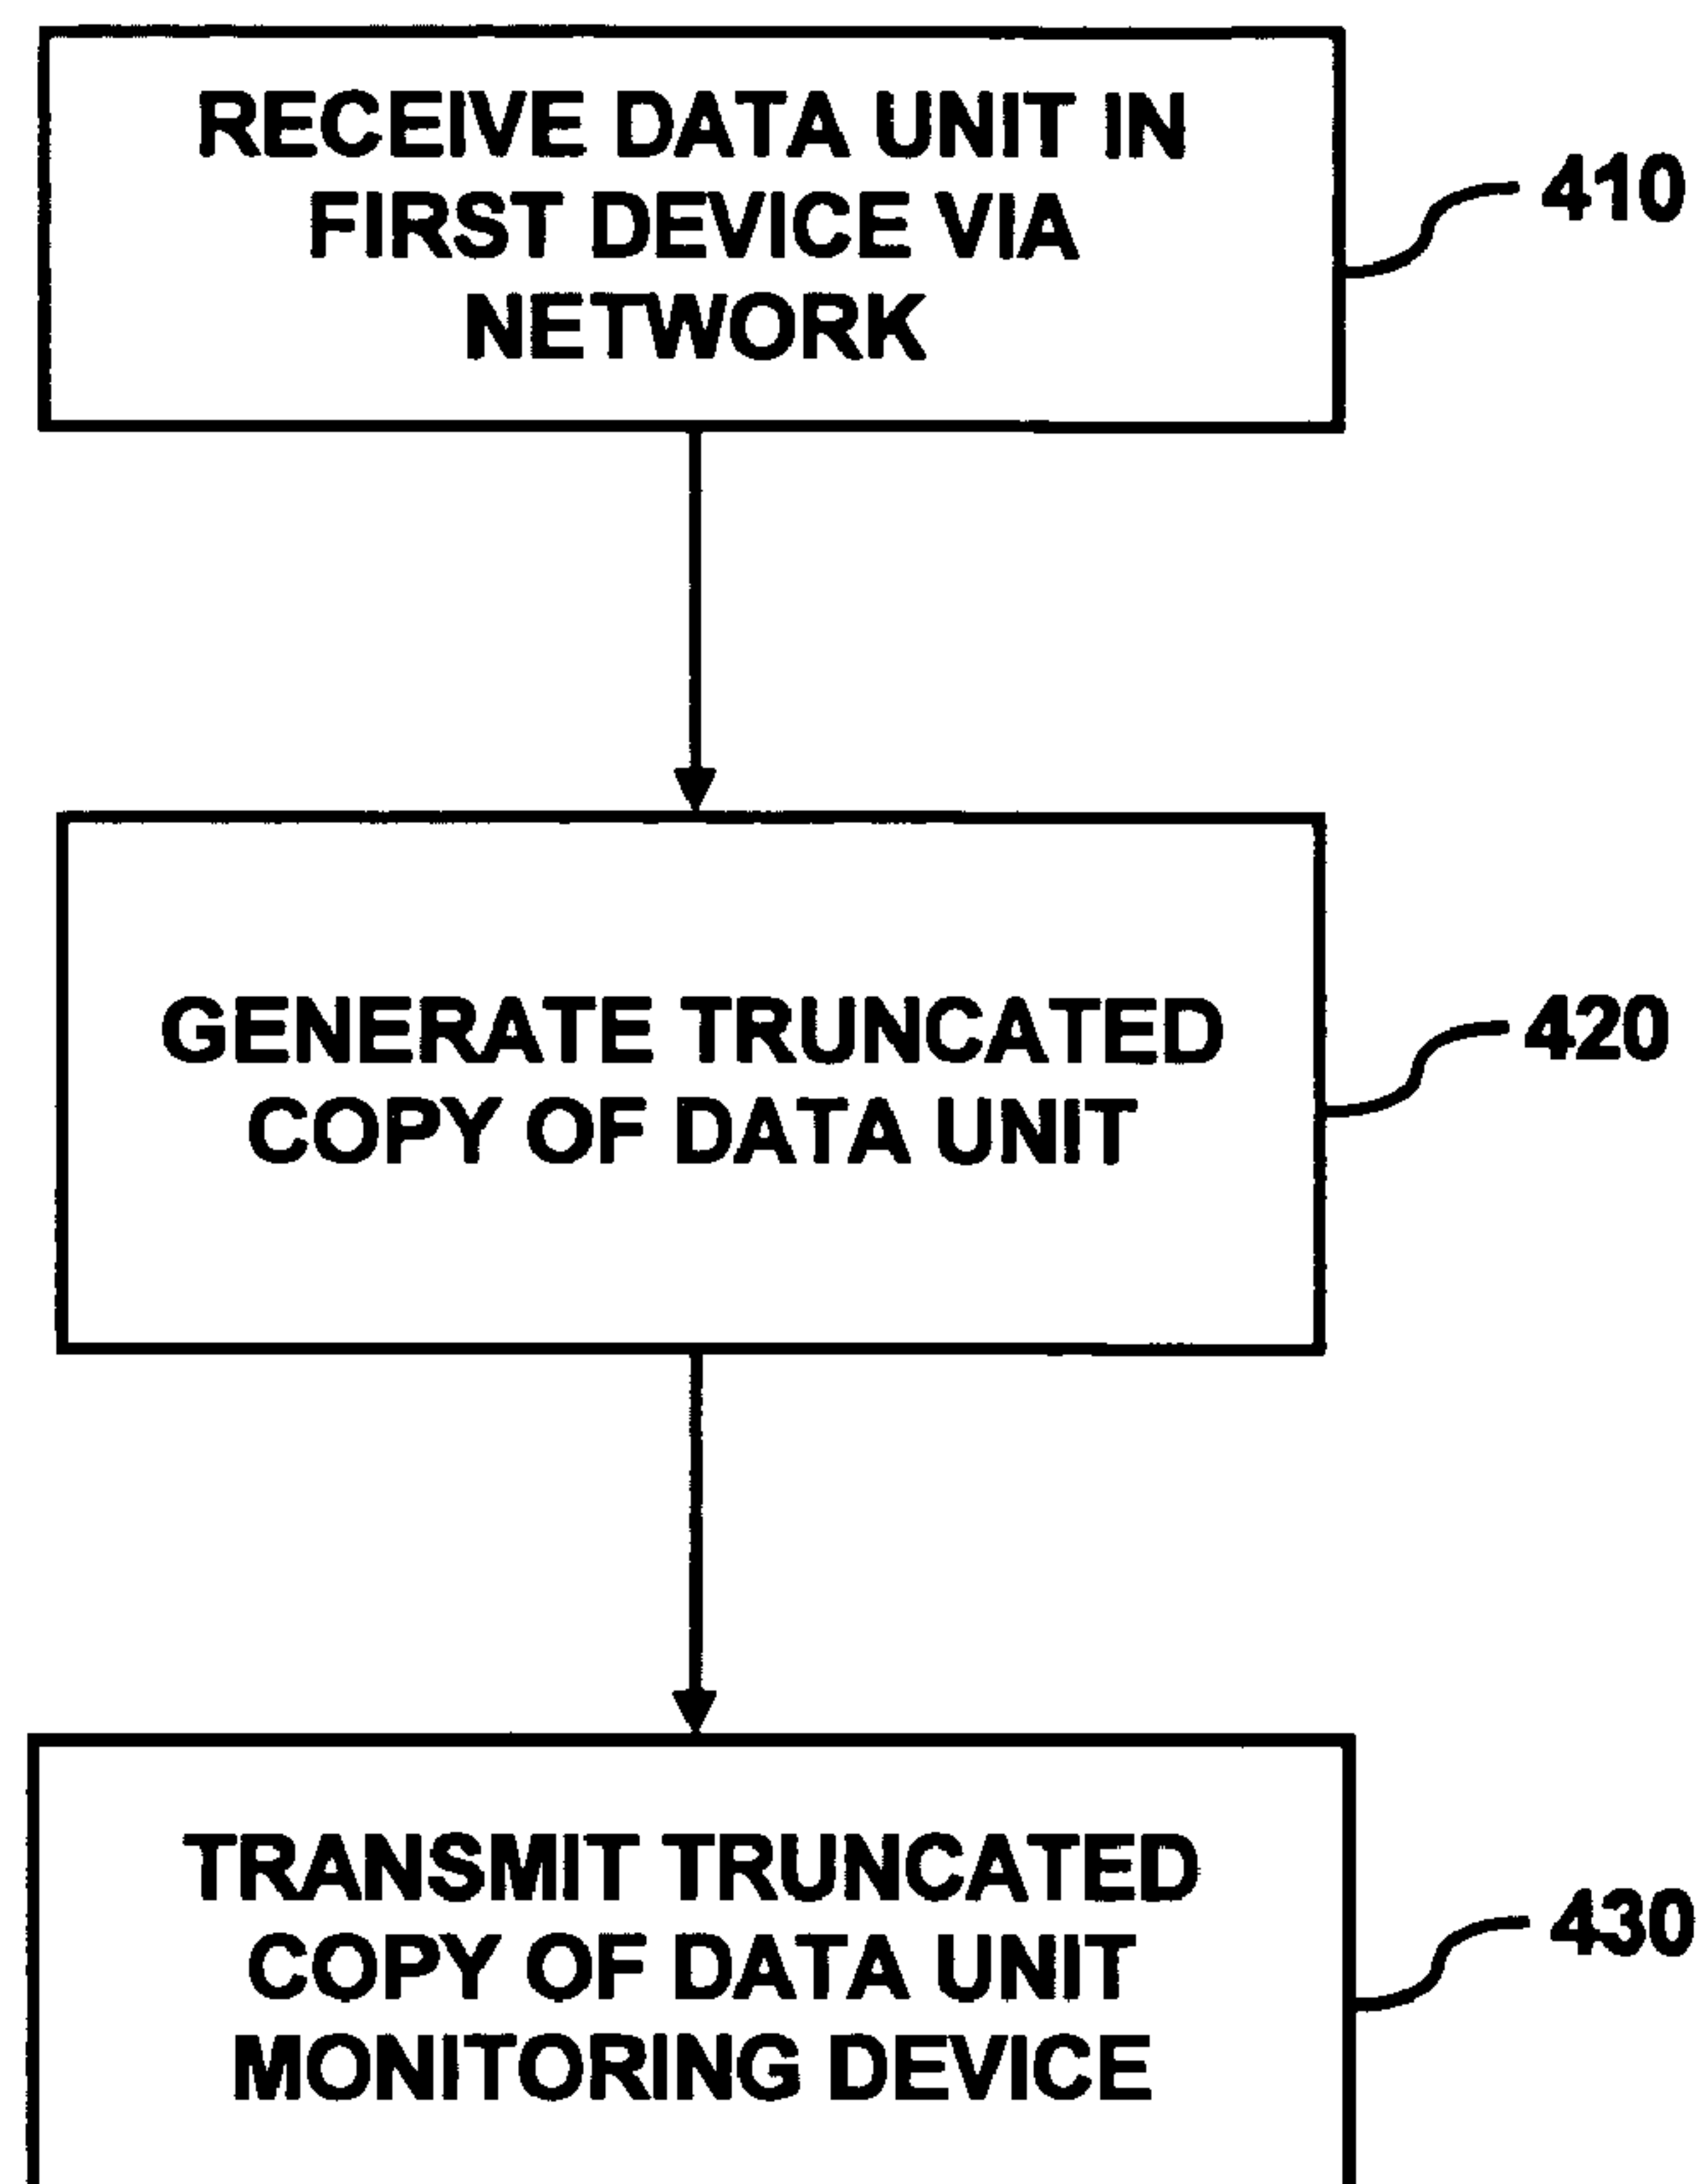 RECEIVE DATA UNIT IN
FIRST DEVICE VIA
NETWORK
410
GENERATE TRUNCATED
COPY OF DATA UNIT
420
TRANSMIT TRUNCATED
COPY OF DATA UNIT
MONITORING DEVICE
430